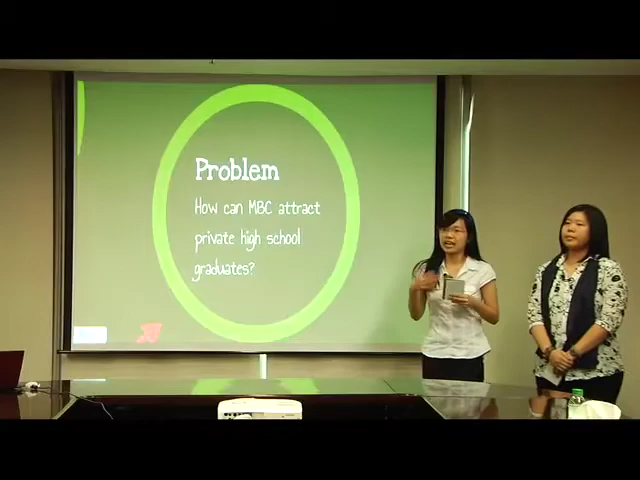 Problem
How can MBC attract
private high school
graduates?